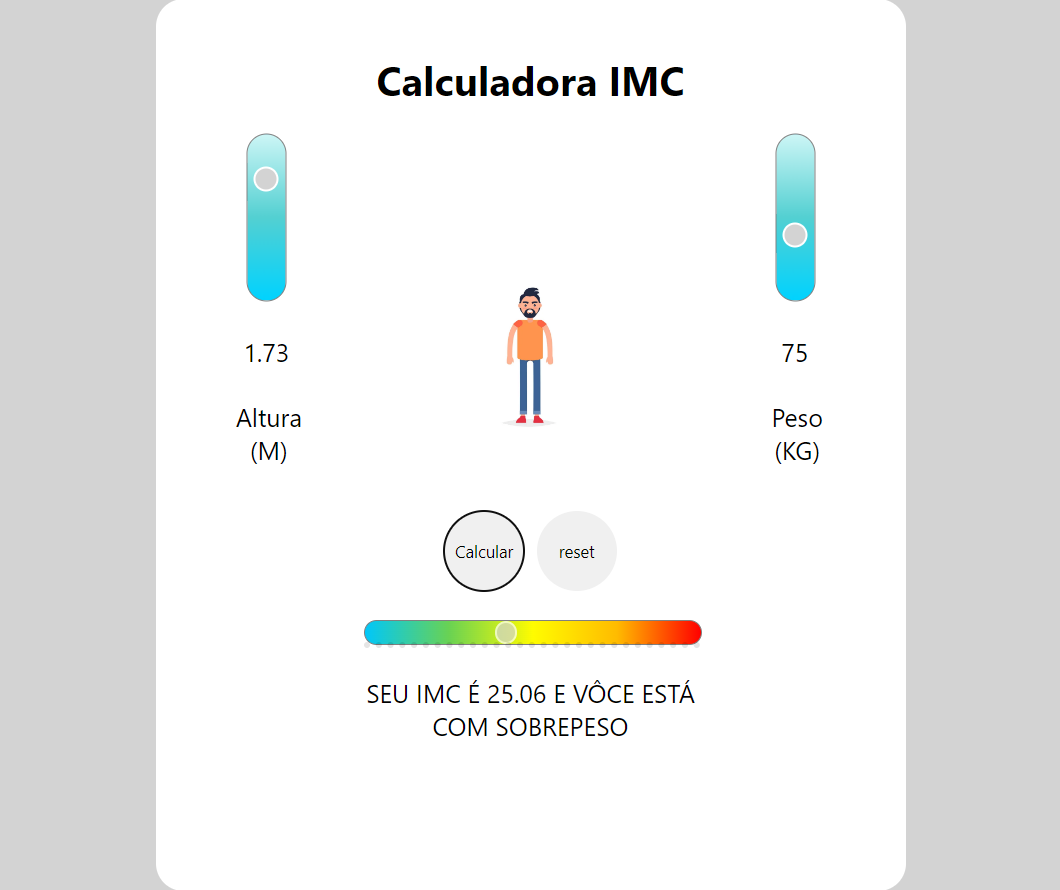 Calculadora IMC
1.73
75
Altura
(M)
Peso
(KG)
Calcular
reset
SEU IMC É 25.06 E VÔCE ESTÁ
COM SOBREPESO